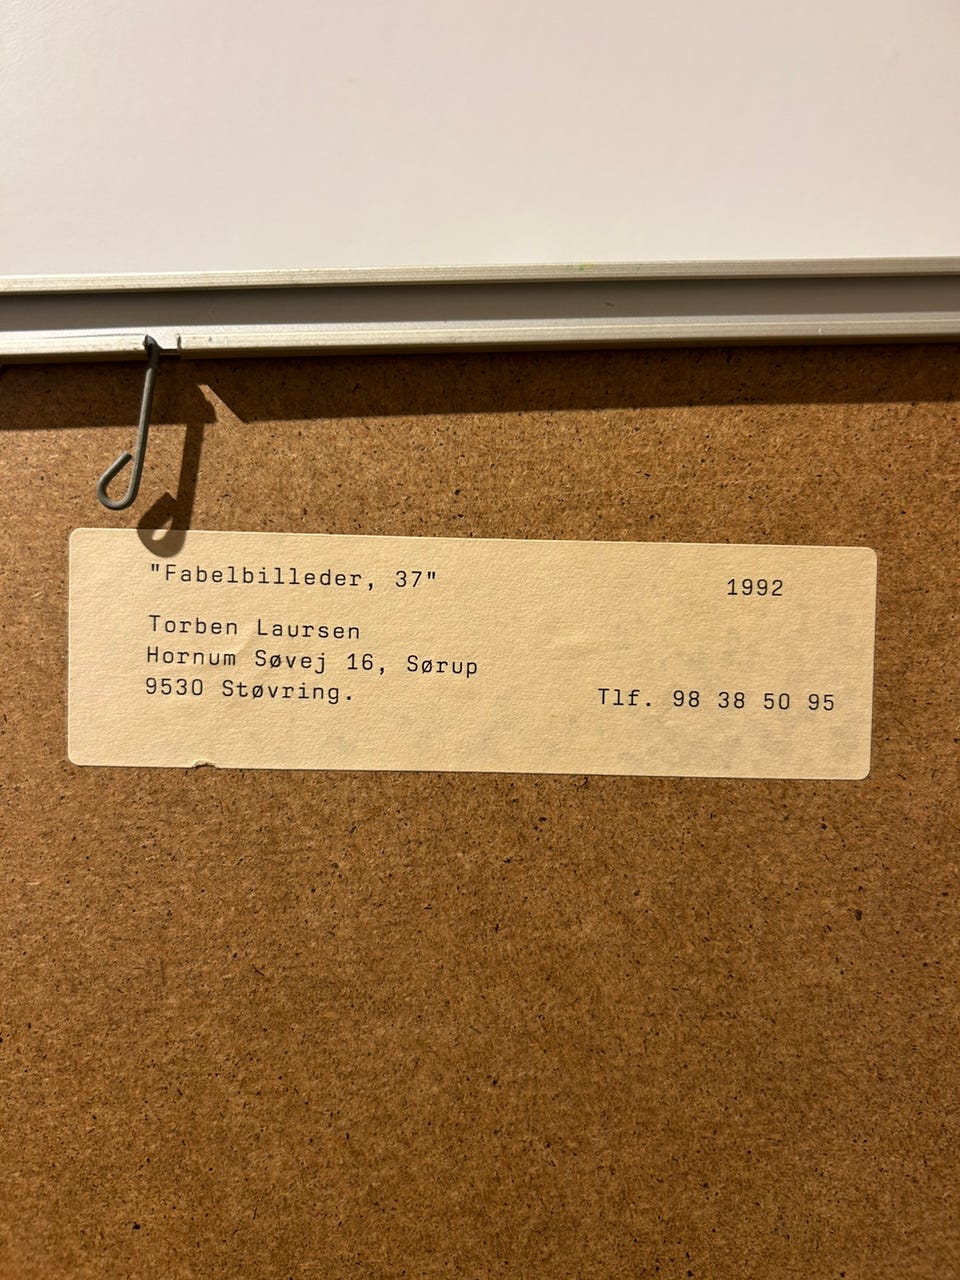 "Fabelbilleder, 37" 1992
Torben Laursen
Hornum Søvej 16, Sørup
9530 Støvring. Tlf. 98 38 50 95